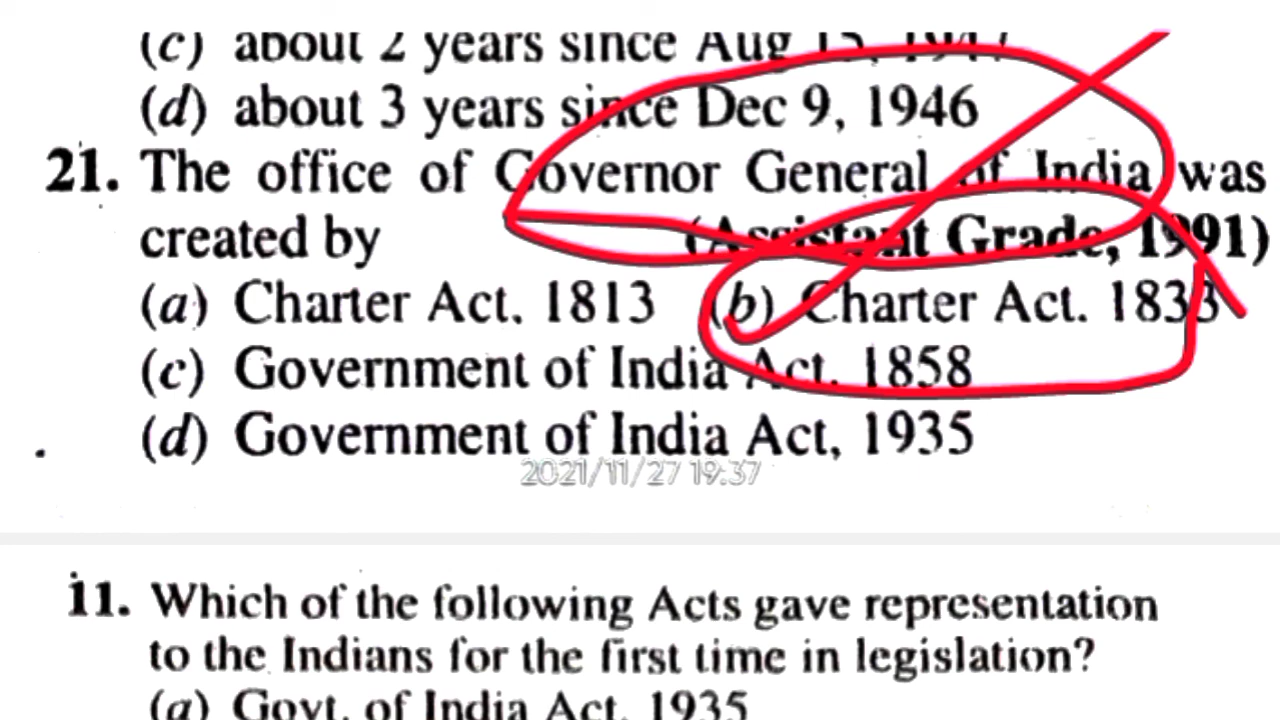 (c) about 2 years since Aug 15, 1947
(d) about 3 years since Dec 9, 1946
21. The office of Governor General of India was
created by (Assistant Grade, 1991)
(a) Charter Act. 1813 (b) Charter Act. 1833
(c) Government of India Act. 1858
(d) Government of India Act, 1935
2021/11/27 19:37
11. Which of the following Acts gave representation
to the Indians for the first time in legislation?
(a) Govt. of India Act, 1935